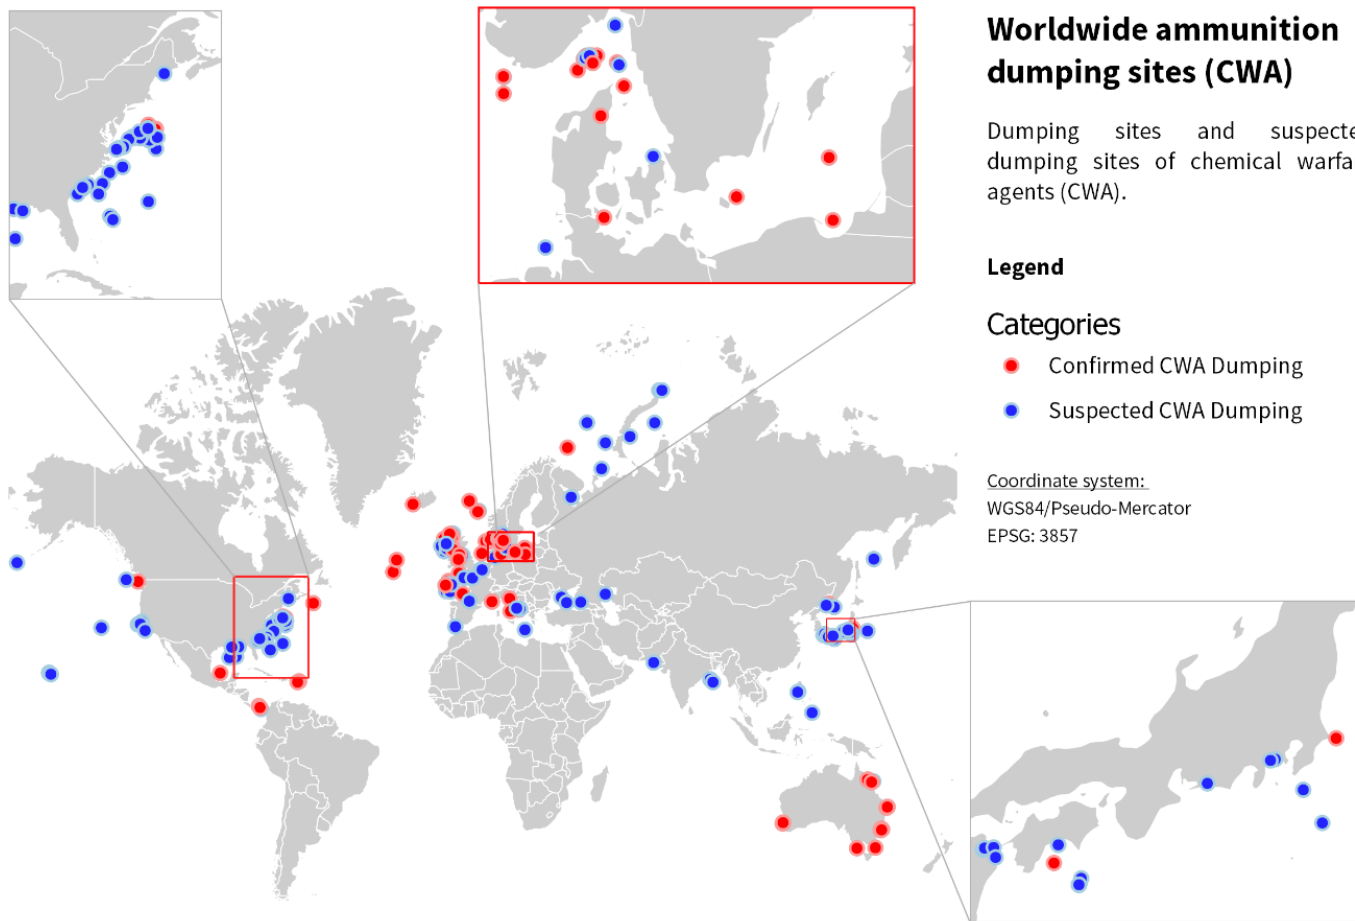 Worldwide ammunition
dumping sites (CWA)
Dumping sites and suspecte
dumping sites of chemical warfa
agents (CWA).
Legend
Categories
Confirmed CWA Dumping
Suspected CWA Dumping
Coordinate system:
WGS84/Pseudo-Mercator
EPSG: 3857